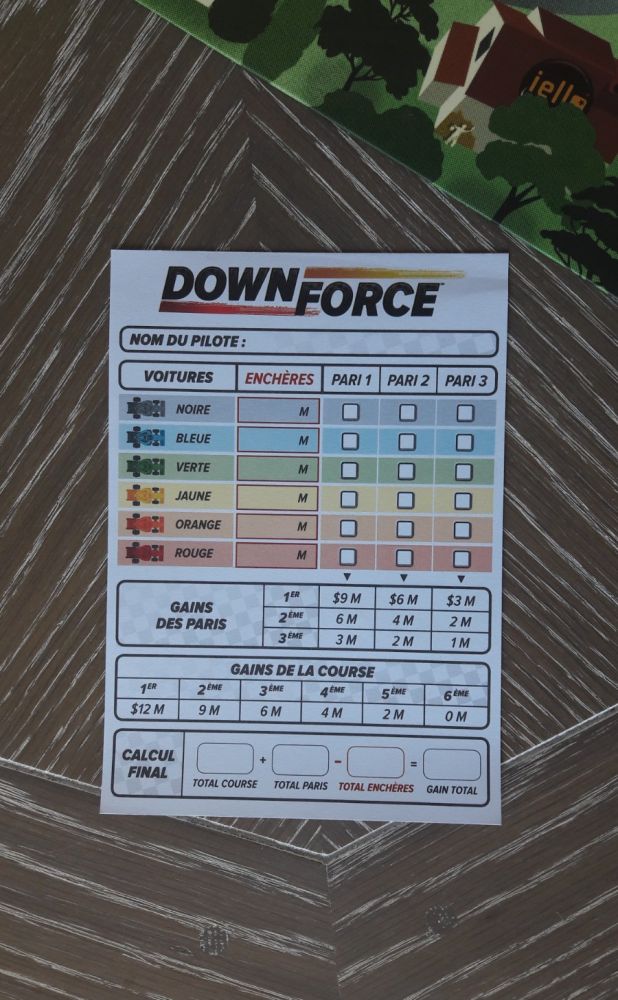 iello
DOWNFORCE™
NOM DU PILOTE :
VOITURES ENCHÈRES PARI 1 PARI 2 PARI 3
NOIRE M
BLEUE M
VERTE M
JAUNE M
ORANGE M
ROUGE M
GAINS DES PARIS
1ER $9 M $6 M $3 M
2ÈME 6 M 4 M 2 M
3ÈME 3 M 2 M 1 M
GAINS DE LA COURSE
1ER 2ÈME 3ÈME 4ÈME 5ÈME 6ÈME
$12 M 9 M 6 M 4 M 2 M 0 M
CALCUL FINAL
+ - =
TOTAL COURSE TOTAL PARIS TOTAL ENCHÈRES GAIN TOTAL